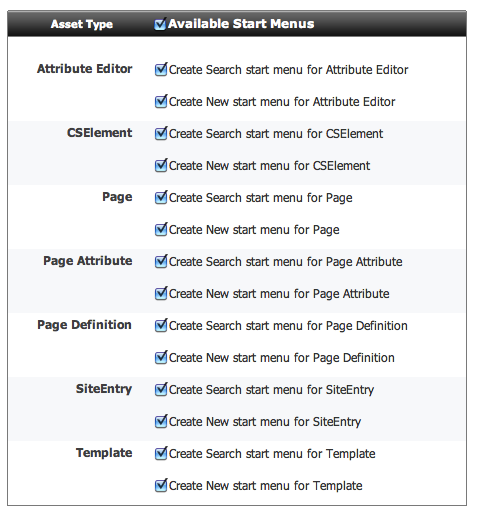 Asset Type Available Start Menus
Attribute Editor Create Search start menu for Attribute Editor
Create New start menu for Attribute Editor
CSElement Create Search start menu for CSElement
Create New start menu for CSElement
Page Create Search start menu for Page
Create New start menu for Page
Page Attribute Create Search start menu for Page Attribute
Create New start menu for Page Attribute
Page Definition Create Search start menu for Page Definition
Create New start menu for Page Definition
SiteEntry Create Search start menu for SiteEntry
Create New start menu for SiteEntry
Template Create Search start menu for Template
Create New start menu for Template